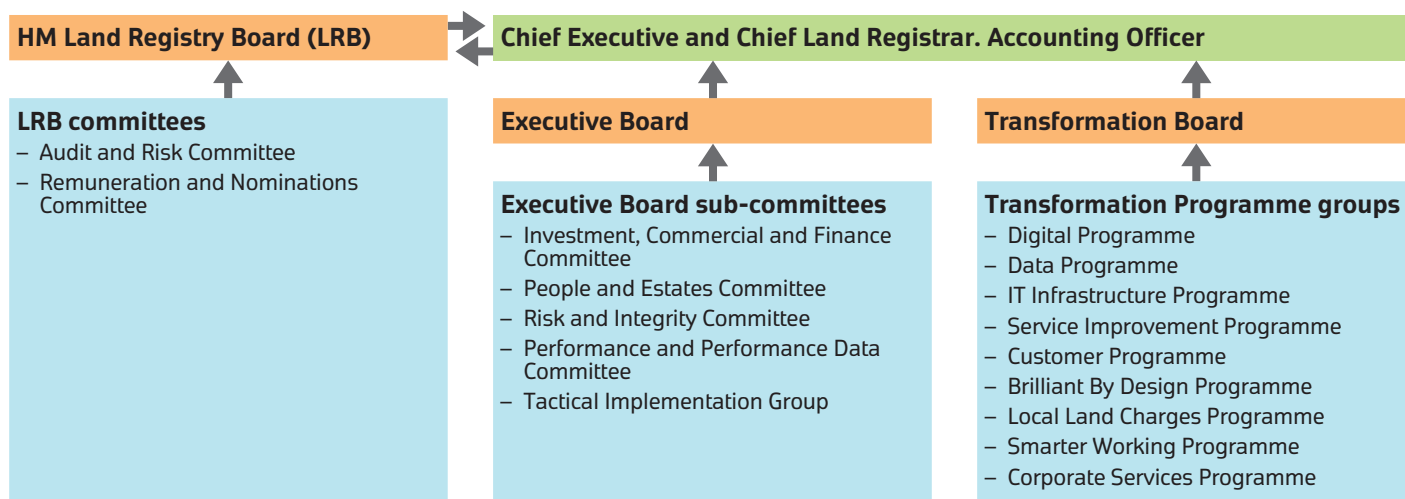 HM Land Registry Board (LRB)
Chief Executive and Chief Land Registrar. Accounting Officer
LRB committees
– Audit and Risk Committee
– Remuneration and Nominations
Committee
Executive Board
Executive Board sub-committees
– Investment, Commercial and Finance
Committee
– People and Estates Committee
– Risk and Integrity Committee
– Performance and Performance Data
Committee
– Tactical Implementation Group
Transformation Board
Transformation Programme groups
– Digital Programme
– Data Programme
– IT Infrastructure Programme
– Service Improvement Programme
– Customer Programme
– Brilliant By Design Programme
– Local Land Charges Programme
– Smarter Working Programme
– Corporate Services Programme